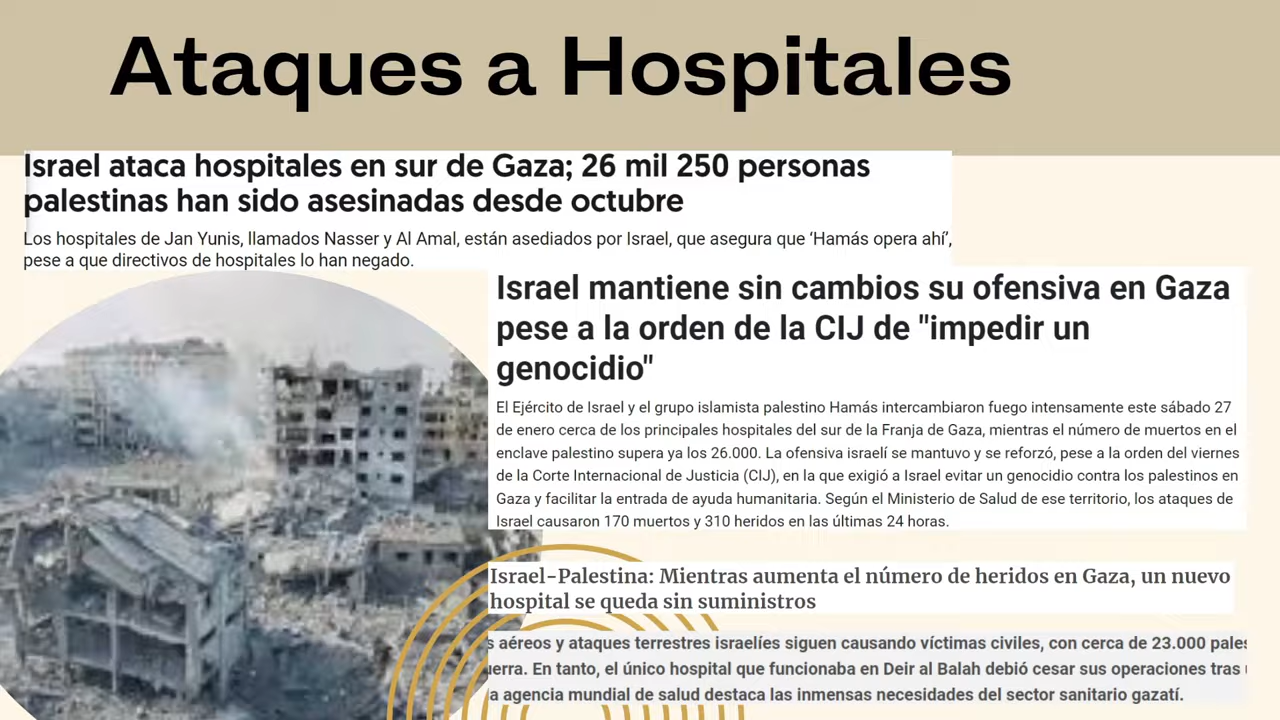 Ataques a Hospitales
Israel ataca hospitales en sur de Gaza; 26 mil 250 personas
palestinas han sido asesinadas desde octubre
Los hospitales de Jan Yunis, llamados Nasser y Al Amal, están asediados por Israel, que asegura que ‘Hamás opera ahí’,
pese a que directivos de hospitales lo han negado.
Israel mantiene sin cambios su ofensiva en Gaza
pese a la orden de la CIJ de "impedir un
genocidio"
El Ejército de Israel y el grupo islamista palestino Hamás intercambiaron fuego intensamente este sábado 27
de enero cerca de los principales hospitales del sur de la Franja de Gaza, mientras el número de muertos en el
enclave palestino supera ya los 26.000. La ofensiva israelí se mantuvo y se reforzó, pese a la orden del viernes
de la Corte Internacional de Justicia (CIJ), en la que exigió a Israel evitar un genocidio contra los palestinos en
Gaza y facilitar la entrada de ayuda humanitaria. Según el Ministerio de Salud de ese territorio, los ataques de
Israel causaron 170 muertos y 310 heridos en las últimas 24 horas.
Israel-Palestina: Mientras aumenta el número de heridos en Gaza, un nuevo
hospital se queda sin suministros
s aéreos y ataques terrestres israelíes siguen causando víctimas civiles, con cerca de 23.000 pales
uerra. En tanto, el único hospital que funcionaba en Deir al Balah debió cesar sus operaciones tras
a agencia mundial de salud destaca las inmensas necesidades del sector sanitario gazatí.